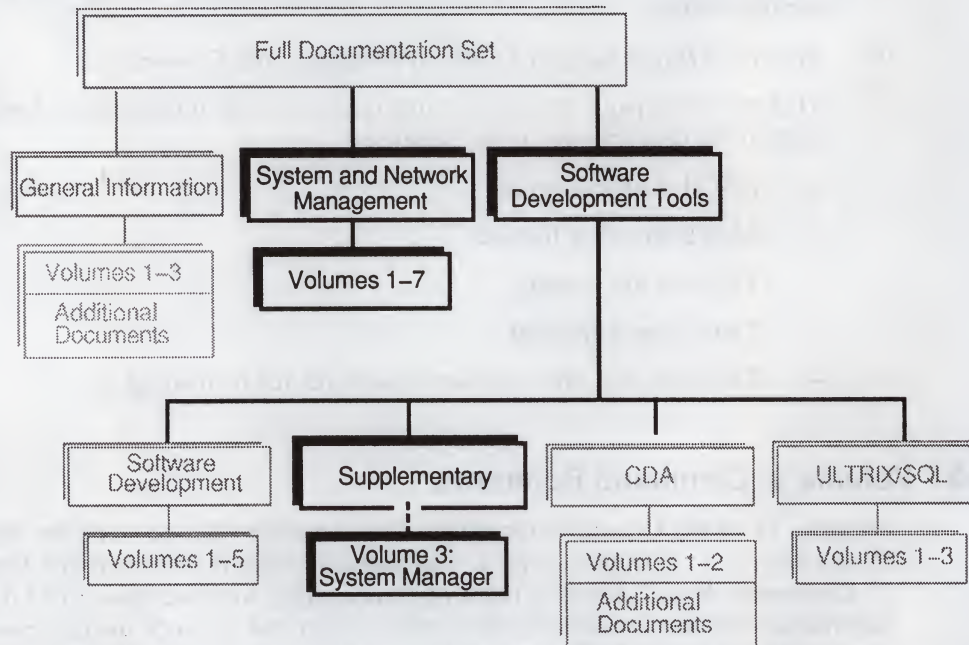 Full Documentation Set
General Information
System and Network
Management
Software
Development Tools
Volumes 1–3
Additional
Documents
Volumes 1–7
Software
Development
Supplementary
CDA
ULTRIX/SQL
Volumes 1–5
Volume 3:
System Manager
Volumes 1–2
Additional
Documents
Volumes 1–3